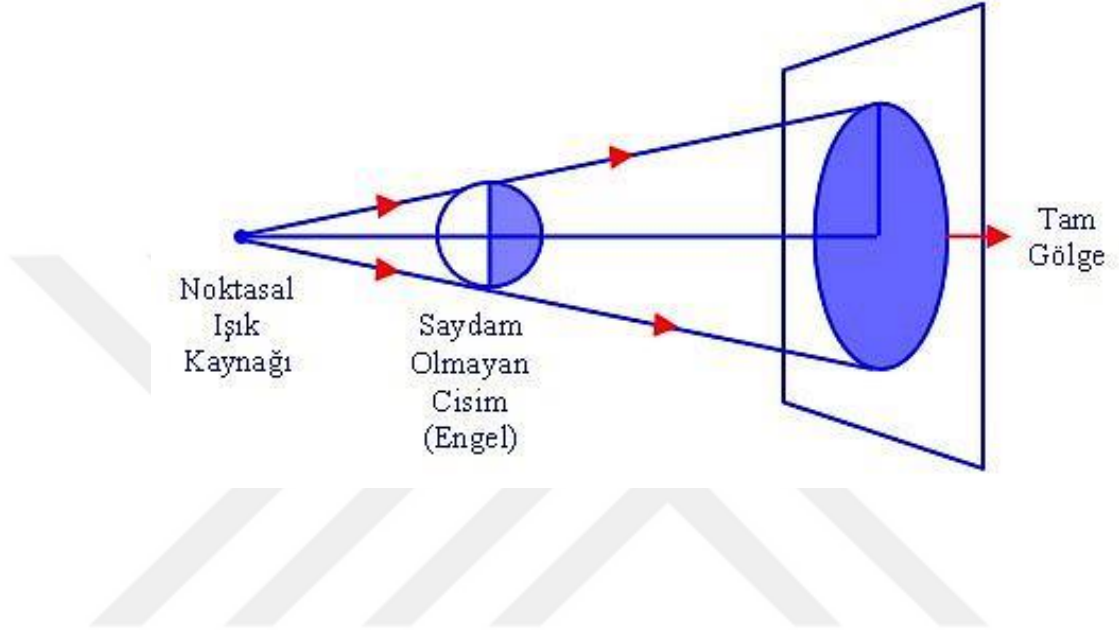 Noktasal
Işık
Kaynağı
Saydam
Olmayan
Cisim
(Engel)
Tam
Gölge